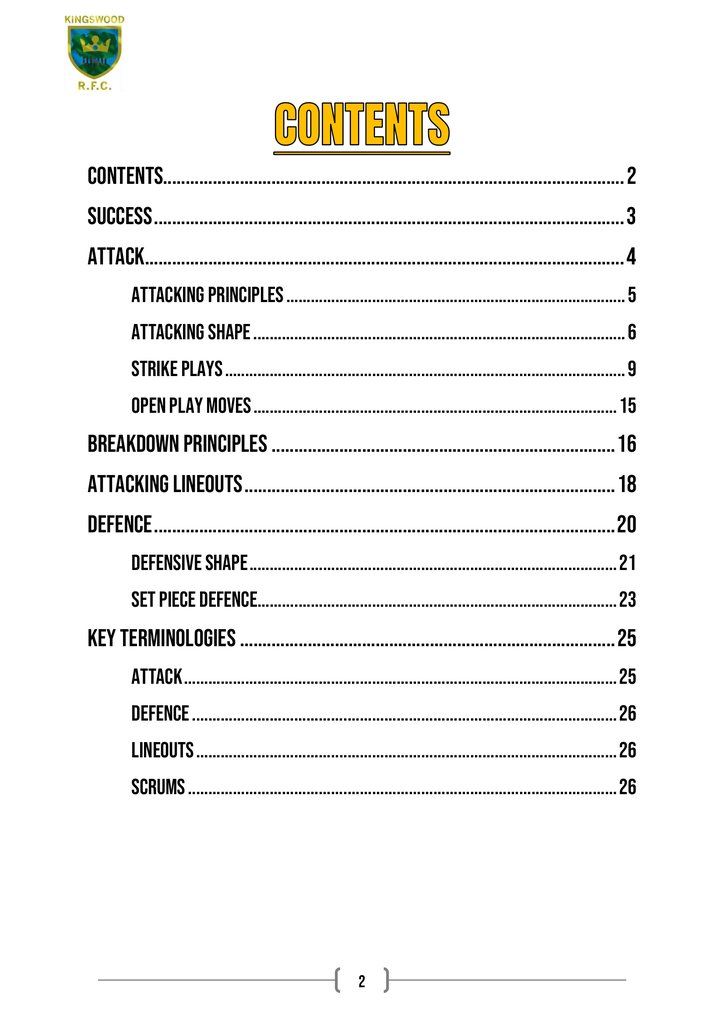 KINGSWOOD
R.F.C.
CONTENTS
CONTENTS.......................................................................................................2
SUCCESS.........................................................................................................3
ATTACK...........................................................................................................4
ATTACKING PRINCIPLES ..................................................................................5
ATTACKING SHAPE ..........................................................................................6
STRIKE PLAYS .................................................................................................9
OPEN PLAY MOVES ........................................................................................15
BREAKDOWN PRINCIPLES ...........................................................................16
ATTACKING LINEOUTS..................................................................................18
DEFENCE.......................................................................................................20
DEFENSIVE SHAPE..........................................................................................21
SET PIECE DEFENCE........................................................................................23
KEY TERMINOLOGIES ...................................................................................25
ATTACK...........................................................................................................25
DEFENCE ........................................................................................................26
LINEOUTS .......................................................................................................26
SCRUMS .........................................................................................................26
2